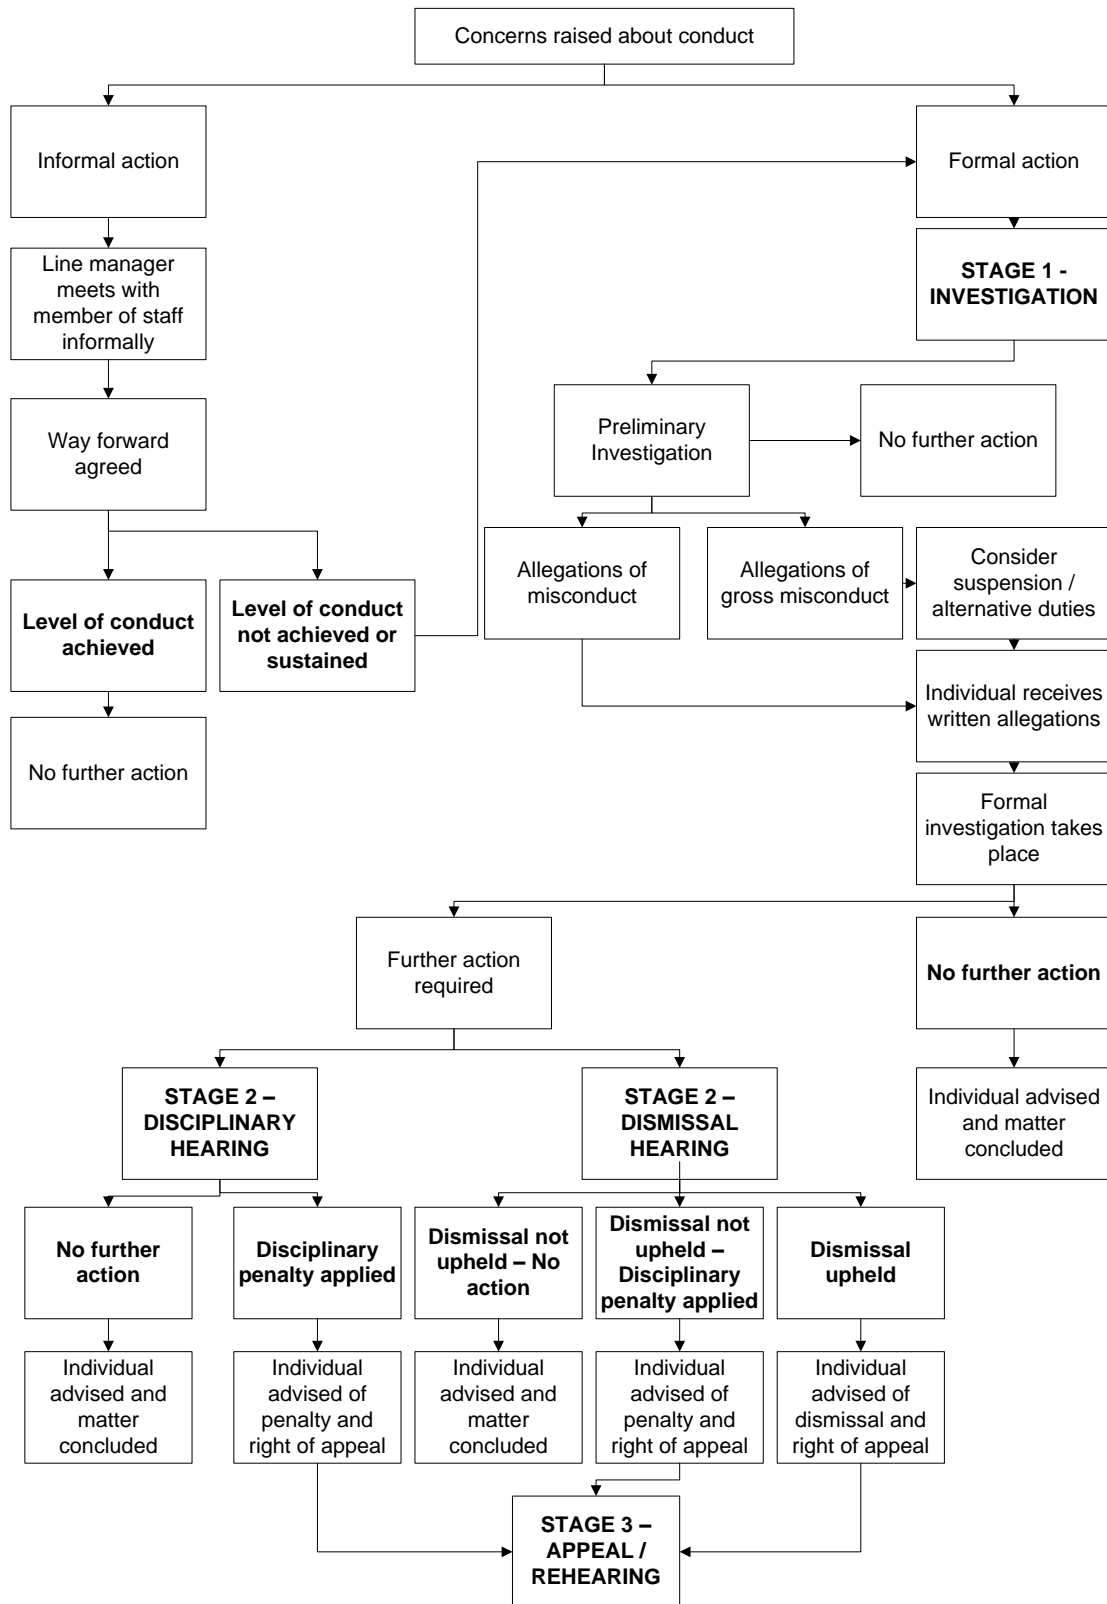 Concerns raised about conduct
Informal action
Formal action
Line manager
meets with
member of staff
informally
STAGE 1 -
INVESTIGATION
Way forward
agreed
Preliminary
Investigation
No further action
Level of conduct
achieved
Level of conduct
not achieved or
sustained
Allegations of
misconduct
Allegations of
gross misconduct
Consider
suspension /
alternative duties
Individual receives
written allegations
No further action
Formal
investigation takes
place
Further action
required
No further action
STAGE 2 –
DISCIPLINARY
HEARING
STAGE 2 –
DISMISSAL
HEARING
Individual advised
and matter
concluded
No further
action
Disciplinary
penalty applied
Dismissal not
upheld – No
action
Dismissal not
upheld –
Disciplinary
penalty applied
Dismissal
upheld
Individual
advised and
matter
concluded
Individual
advised of
penalty and
right of appeal
Individual
advised and
matter
concluded
Individual
advised of
penalty and
right of appeal
Individual
advised of
dismissal and
right of appeal
STAGE 3 –
APPEAL /
REHEARING